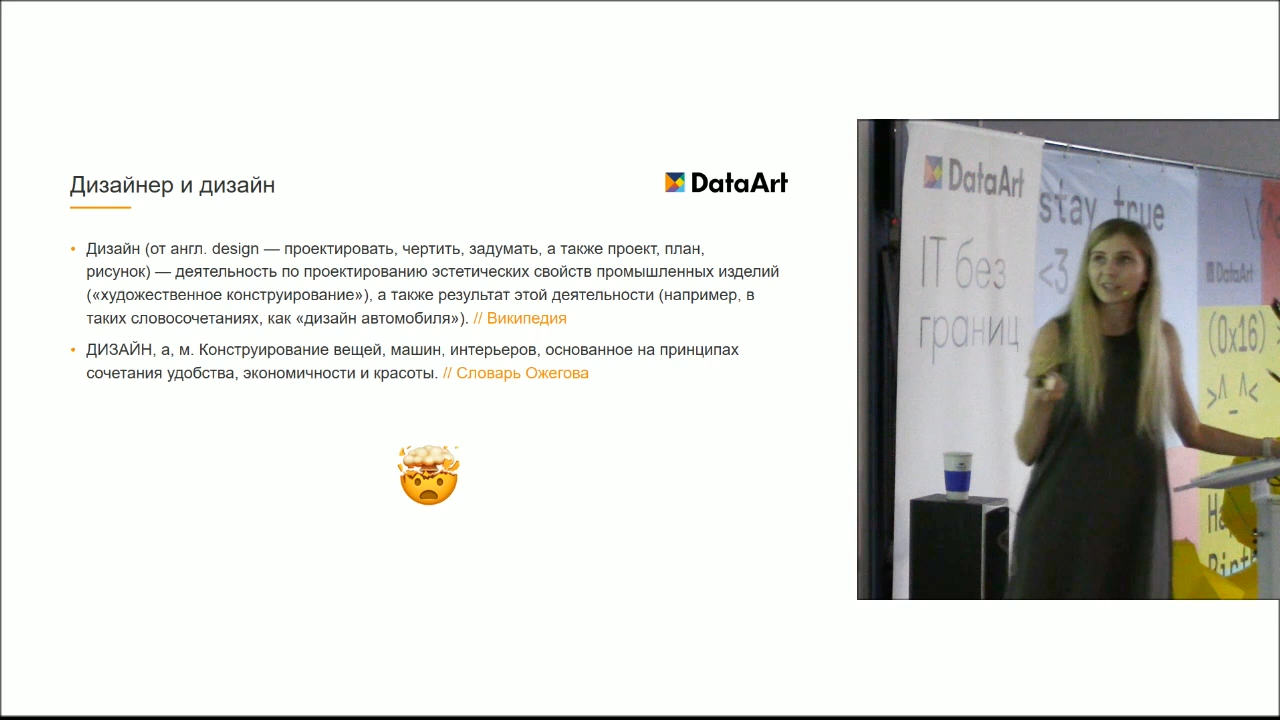 Дизайнер и дизайн
DataArt
• Дизайн (от англ. design — проектировать, чертить, задумать, а также проект, план,
рисунок) — деятельность по проектированию эстетических свойств промышленных изделий
(«художественное конструирование»), а также результат этой деятельности (например, в
таких словосочетаниях, как «дизайн автомобиля»). // Википедия
• ДИЗАЙН, а, м. Конструирование вещей, машин, интерьеров, основанное на принципах
сочетания удобства, экономичности и красоты. // Словарь Ожегова
DataArt
IT без
границ
stay true
<3
DataArt
(0x16) >
>^_^<